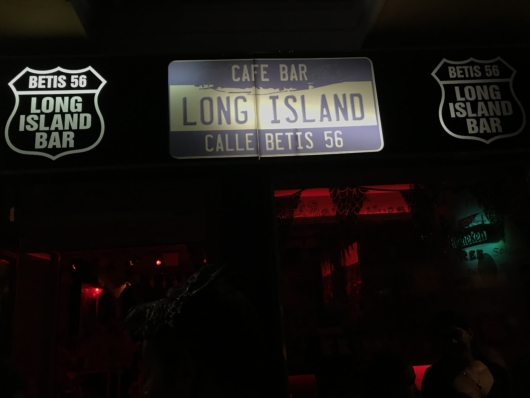 BETIS 56
LONG
ISLAND
BAR
CAFE BAR
LONG ISLAND
CALLE BETIS 56
BETIS 56
LONG
ISLAND
BAR